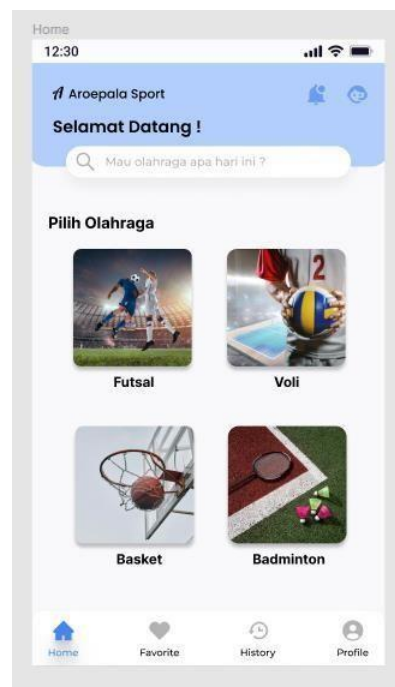 Home
12:30
Aroepala Sport
Selamat Datang !
Mau olahraga apa hari ini ?
Pilih Olahraga
2
Futsal
Voli
Basket
Badminton
Home
Favorite
History
Profile